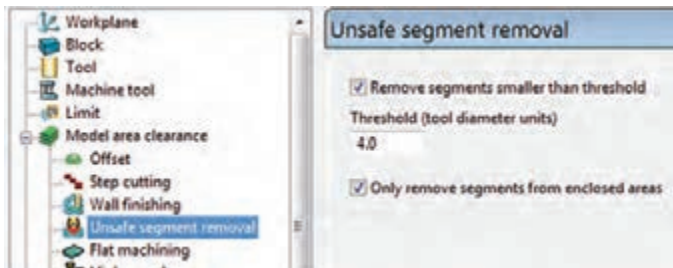 Workplane
Block
Tool
Machine tool
Limit
Model area clearance
Offset
Step cutting
Wall finishing
Unsafe segment removal
Flat machining
Unsafe segment removal
Remove segments smaller than threshold
Threshold (tool diameter units)
4.0
Only remove segments from enclosed areas